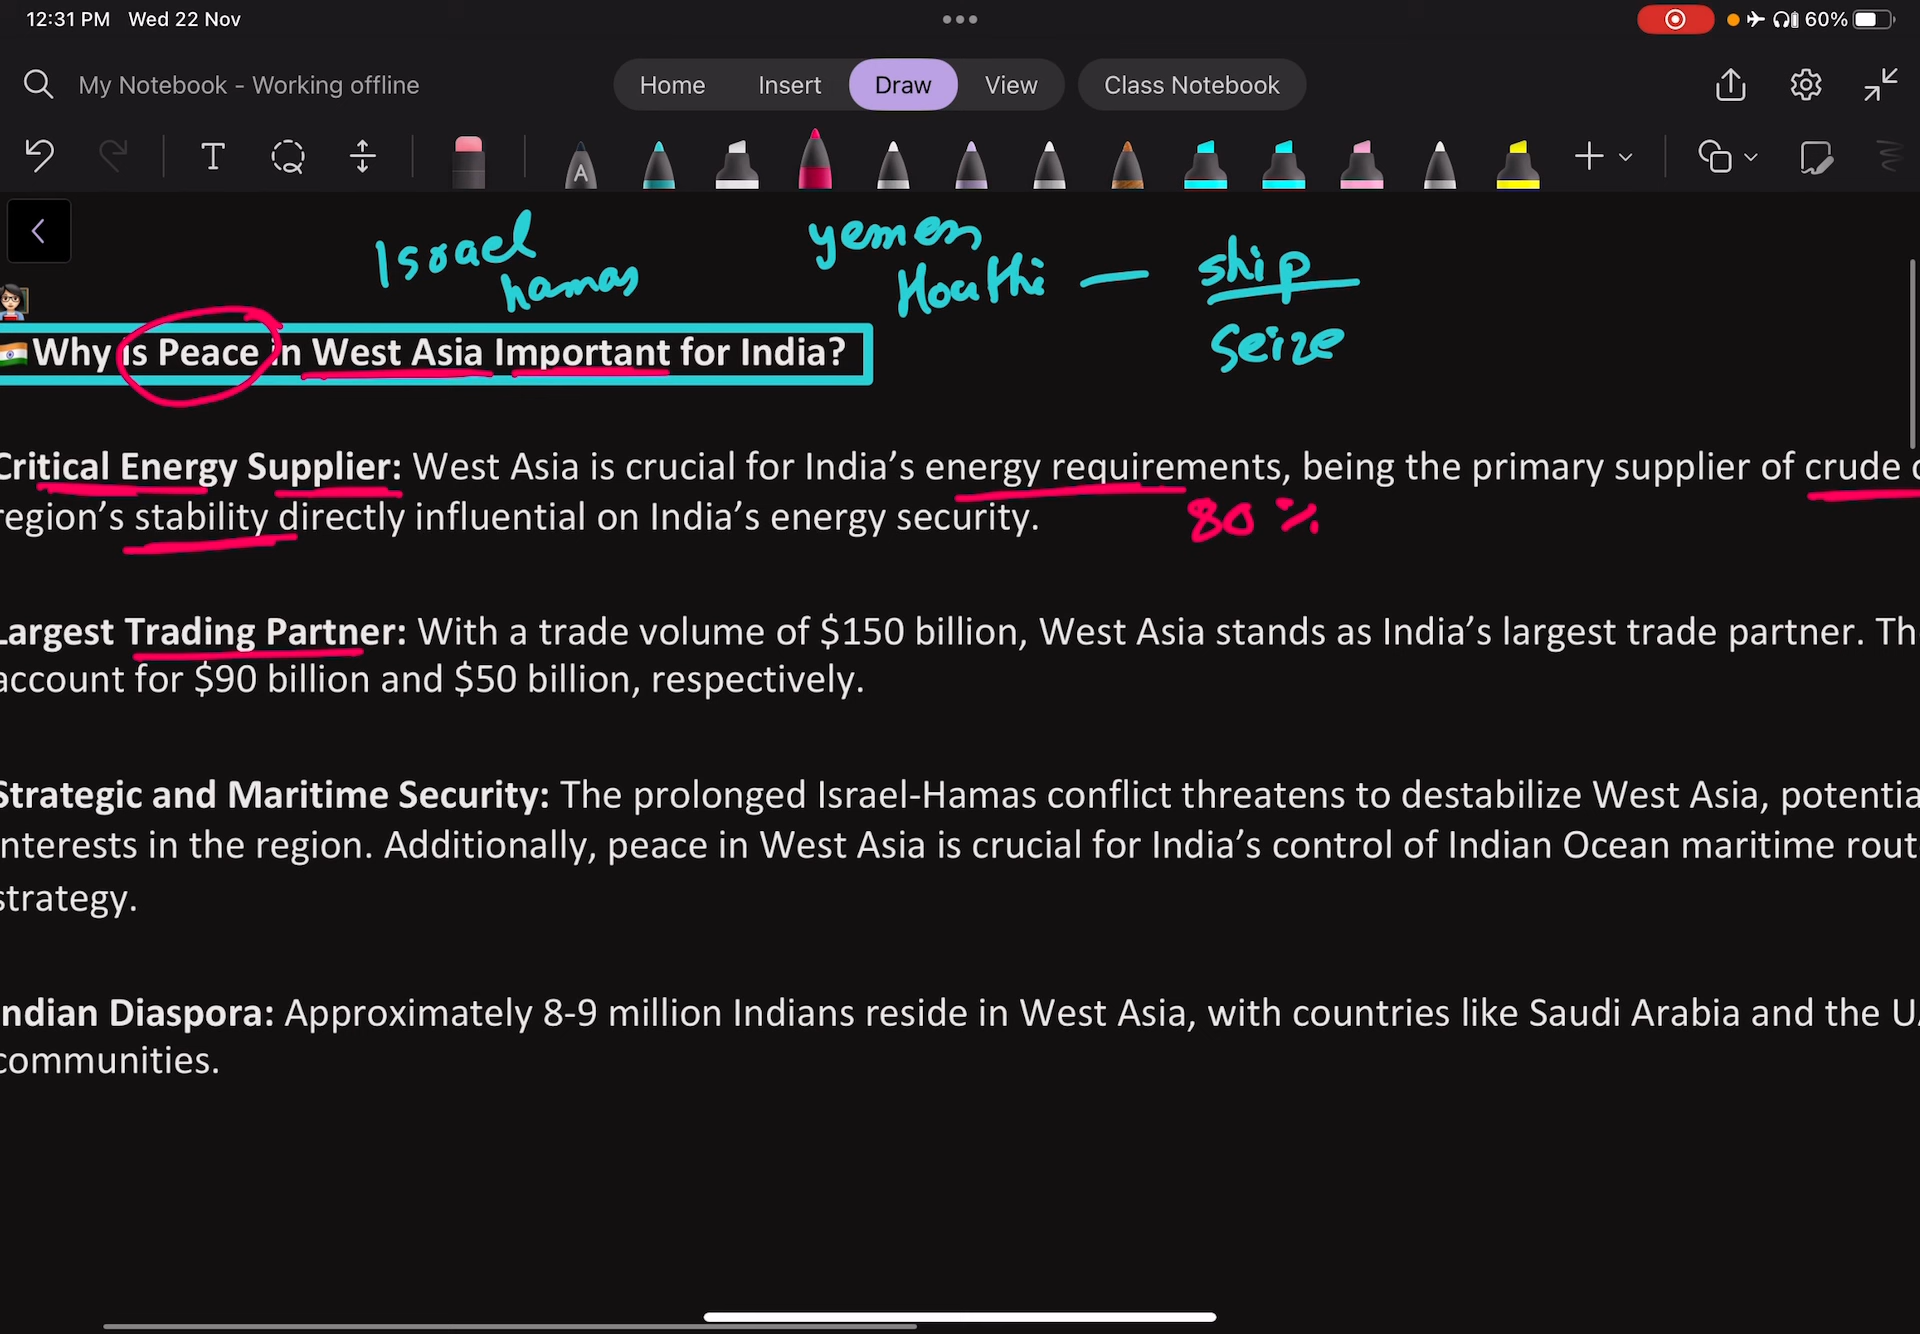 12:31 PM Wed 22 Nov
60%
My Notebook - Working offline
Home Insert Draw View Class Notebook
T
A
Israel
hamas
yemen
Houthi — ship
seize
Why is Peace in West Asia Important for India?
Critical Energy Supplier: West Asia is crucial for India's energy requirements, being the primary supplier of crude
region's stability directly influential on India's energy security.
80 %
Largest Trading Partner: With a trade volume of $150 billion, West Asia stands as India's largest trade partner. Th
account for $90 billion and $50 billion, respectively.
Strategic and Maritime Security: The prolonged Israel-Hamas conflict threatens to destabilize West Asia, potentia
interests in the region. Additionally, peace in West Asia is crucial for India's control of Indian Ocean maritime rout
strategy.
Indian Diaspora: Approximately 8-9 million Indians reside in West Asia, with countries like Saudi Arabia and the U
communities.